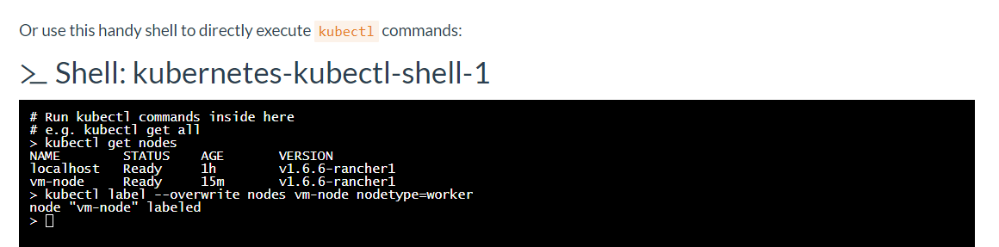 Or use this handy shell to directly execute kubectl commands:
>_ Shell: kubernetes-kubectl-shell-1
# Run kubectl commands inside here
# e.g. kubectl get all
> kubectl get nodes
NAME        STATUS    AGE       VERSION
localhost   Ready     1h        v1.6.6-rancher1
vm-node     Ready     15m       v1.6.6-rancher1
> kubectl label --overwrite nodes vm-node nodetype=worker
node "vm-node" labeled
>